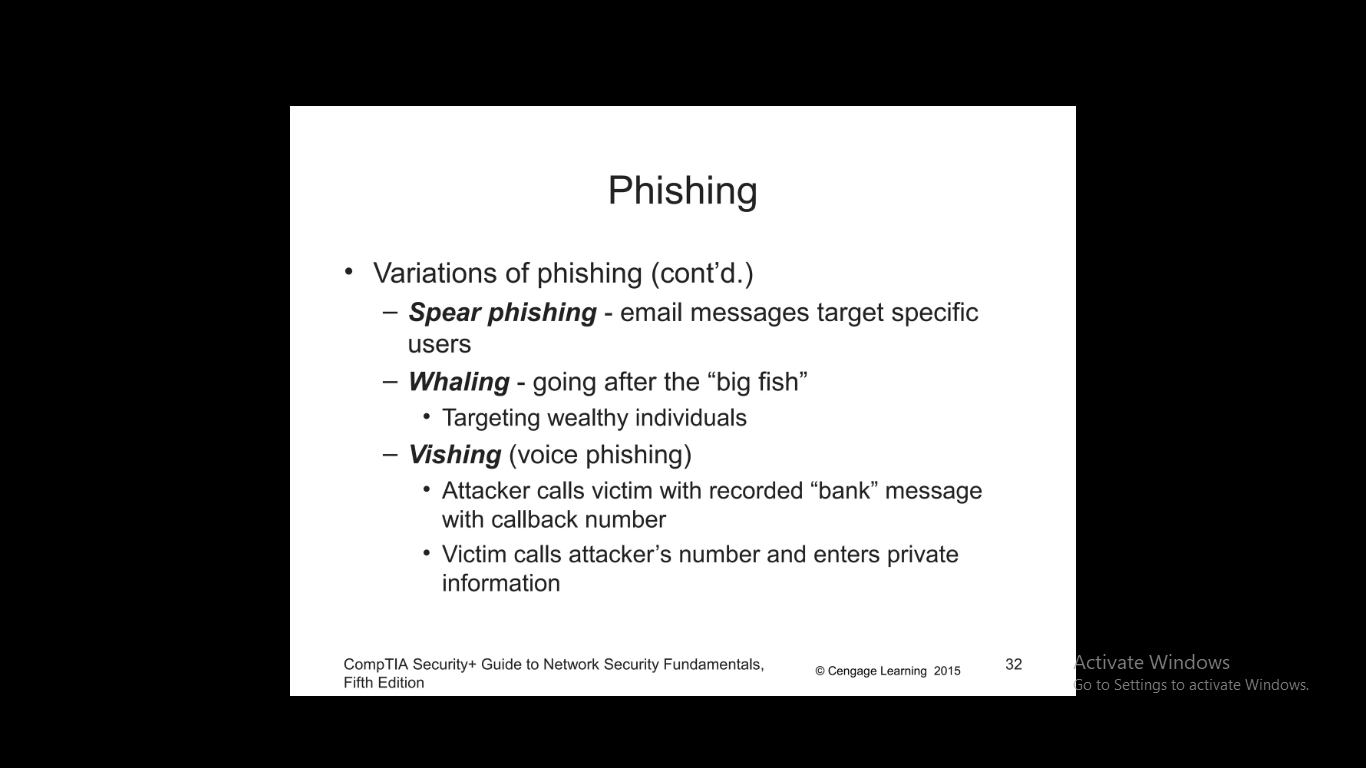 Phishing
• Variations of phishing (cont’d.)
– Spear phishing - email messages target specific
users
– Whaling - going after the “big fish”
• Targeting wealthy individuals
– Vishing (voice phishing)
• Attacker calls victim with recorded “bank” message
with callback number
• Victim calls attacker’s number and enters private
information
CompTIA Security+ Guide to Network Security Fundamentals,
Fifth Edition
© Cengage Learning 2015
32
Activate Windows
Go to Settings to activate Windows.